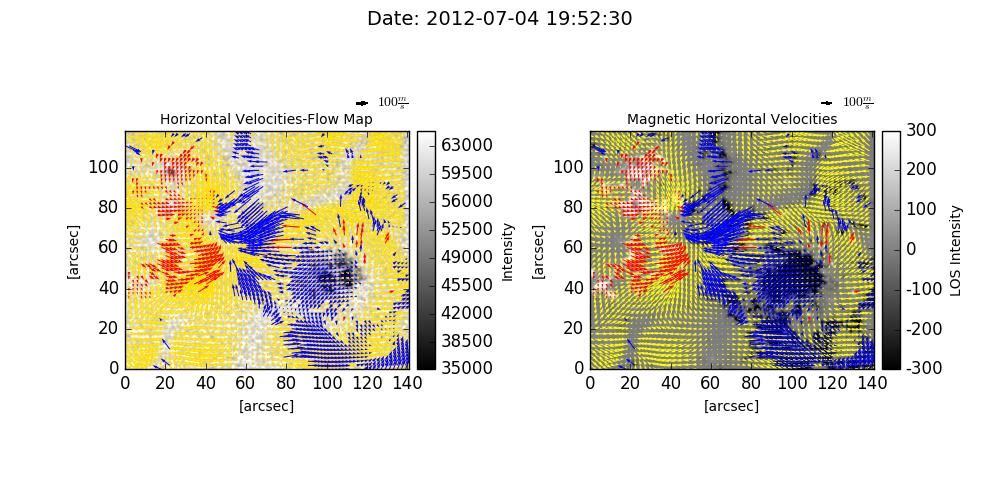 Date: 2012-07-04 19:52:30
100 m/s
100 m/s
Horizontal Velocities-Flow Map
Magnetic Horizontal Velocities
100
80
60
40
20
0
[arcsec]
0 20 40 60 80 100 120 140
[arcsec]
63000
59500
56000
52500
49000
45500
42000
38500
35000
Intensity
100
80
60
40
20
0
[arcsec]
0 20 40 60 80 100 120 140
[arcsec]
300
200
100
0
-100
-200
-300
LOS Intensity